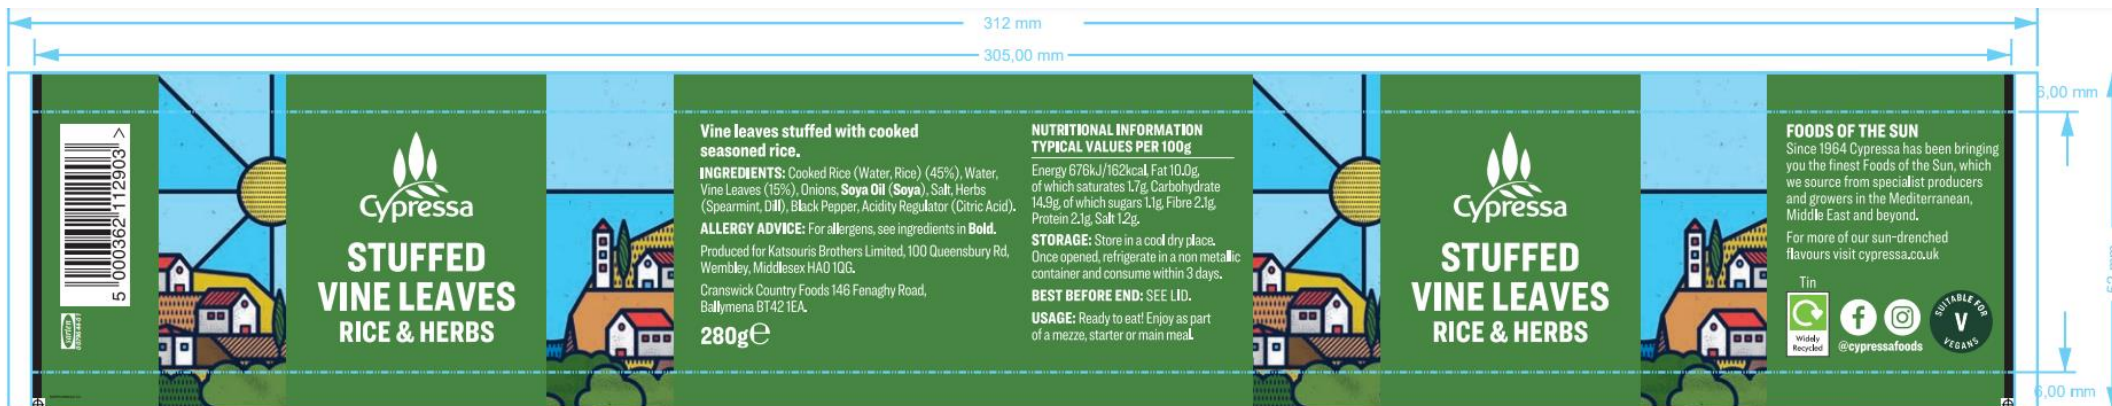 312 mm
305,00 mm
5 000362 112903 >
Cypressa
STUFFED
VINE LEAVES
RICE & HERBS
Vine leaves stuffed with cooked
seasoned rice.
INGREDIENTS: Cooked Rice (Water, Rice) (45%), Water,
Vine Leaves (15%), Onions, Soya Oil (Soya), Salt, Herbs
(Spearmint, Dill), Black Pepper, Acidity Regulator (Citric Acid).
ALLERGY ADVICE: For allergens, see ingredients in Bold.
Produced for Katsouris Brothers Limited, 100 Queensbury Rd,
Wembley, Middlesex HA0 1QG.
Cranswick Country Foods 146 Fenaghy Road,
Ballymena BT42 1EA.
280g℮
NUTRITIONAL INFORMATION
TYPICAL VALUES PER 100g
Energy 676kJ/162kcal, Fat 10.0g,
of which saturates 1.7g, Carbohydrate
14.9g, of which sugars 1.1g, Fibre 2.1g,
Protein 2.1g, Salt 1.2g.
STORAGE: Store in a cool dry place.
Once opened, refrigerate in a non metallic
container and consume within 3 days.
BEST BEFORE END: SEE LID.
USAGE: Ready to eat! Enjoy as part
of a mezze, starter or main meal.
Cypressa
STUFFED
VINE LEAVES
RICE & HERBS
FOODS OF THE SUN
Since 1964 Cypressa has been bringing
you the finest Foods of the Sun, which
we source from specialist producers
and growers in the Mediterranean,
Middle East and beyond.
For more of our sun-drenched
flavours visit cypressa.co.uk
Tin
Widely
Recycled
@cypressafoods
SUITABLE FOR
V
VEGANS
6,00 mm
6,00 mm